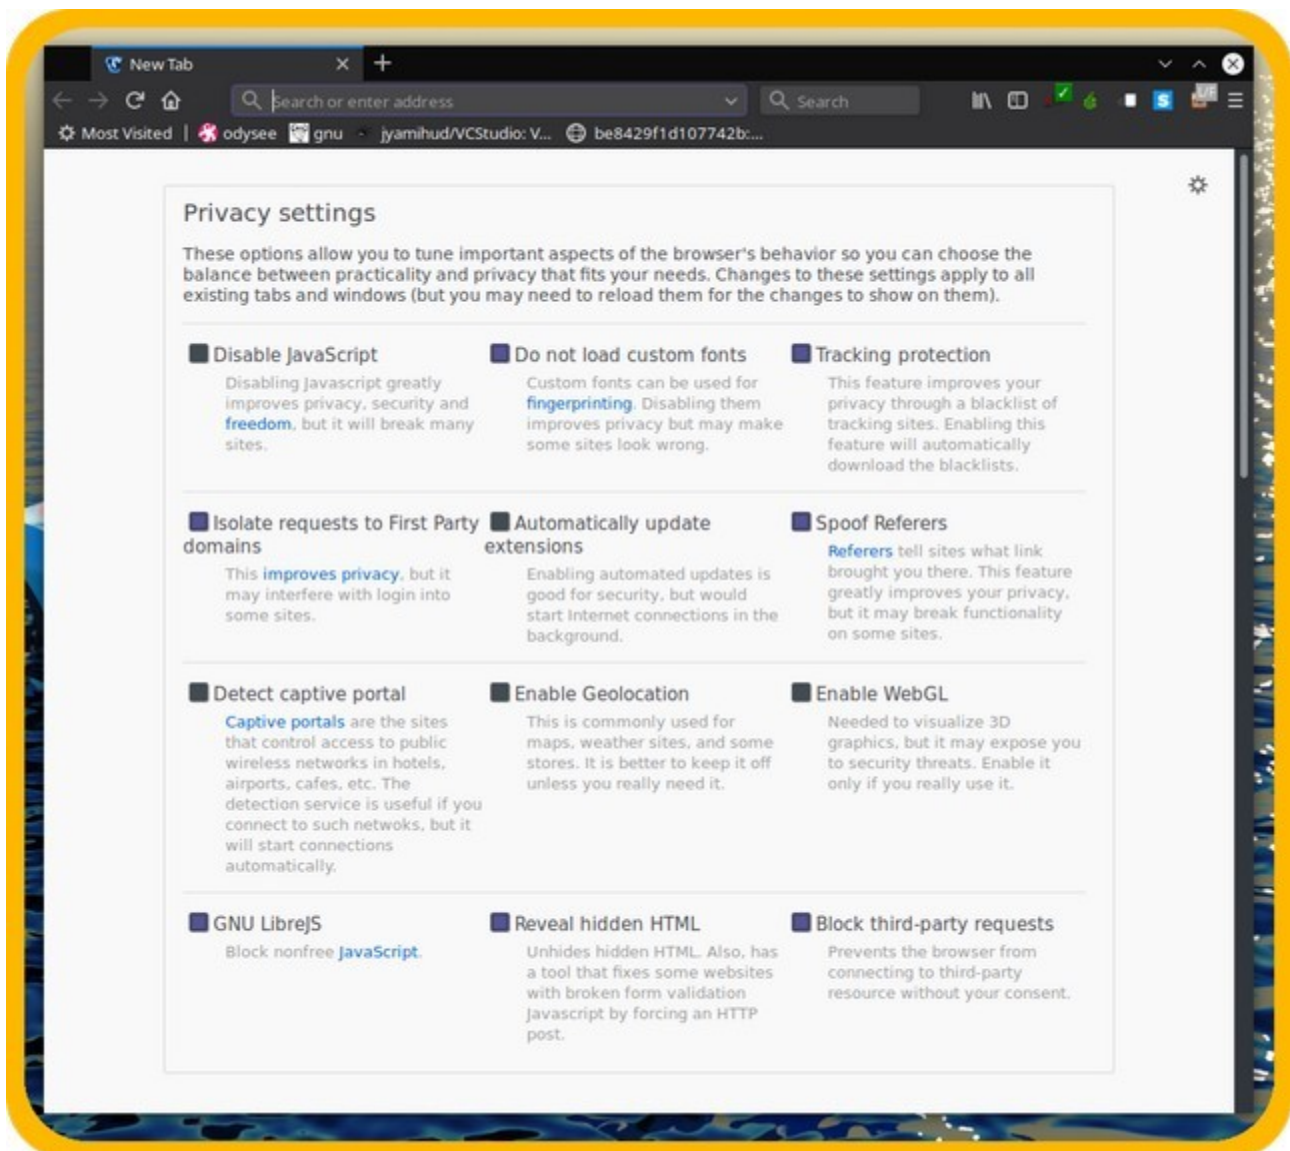 New Tab
Search or enter address
Search
Most Visited
odysee
gnu
jyamihud/VCStudio: V...
be8429f1d107742b:...
Privacy settings
These options allow you to tune important aspects of the browser's behavior so you can choose the
balance between practicality and privacy that fits your needs. Changes to these settings apply to all
existing tabs and windows (but you may need to reload them for the changes to show on them).
Disable JavaScript
Disabling Javascript greatly
improves privacy, security and
freedom, but it will break many
sites.
Do not load custom fonts
Custom fonts can be used for
fingerprinting. Disabling them
improves privacy but may make
some sites look wrong.
Tracking protection
This feature improves your
privacy through a blacklist of
tracking sites. Enabling this
feature will automatically
download the blacklists.
Isolate requests to First Party
domains
This improves privacy, but it
may interfere with login into
some sites.
Automatically update
extensions
Enabling automated updates is
good for security, but would
start Internet connections in the
background.
Spoof Referers
Referers tell sites what link
brought you there. This feature
greatly improves your privacy,
but it may break functionality
on some sites.
Detect captive portal
Captive portals are the sites
that control access to public
wireless networks in hotels,
airports, cafes, etc. The
detection service is useful if you
connect to such netwoks, but it
will start connections
automatically.
Enable Geolocation
This is commonly used for
maps, weather sites, and some
stores. It is better to keep it off
unless you really need it.
Enable WebGL
Needed to visualize 3D
graphics, but it may expose you
to security threats. Enable it
only if you really use it.
GNU LibreJS
Block nonfree JavaScript.
Reveal hidden HTML
Unhides hidden HTML. Also, has
a tool that fixes some websites
with broken form validation
Javascript by forcing an HTTP
post.
Block third-party requests
Prevents the browser from
connecting to third-party
resource without your consent.